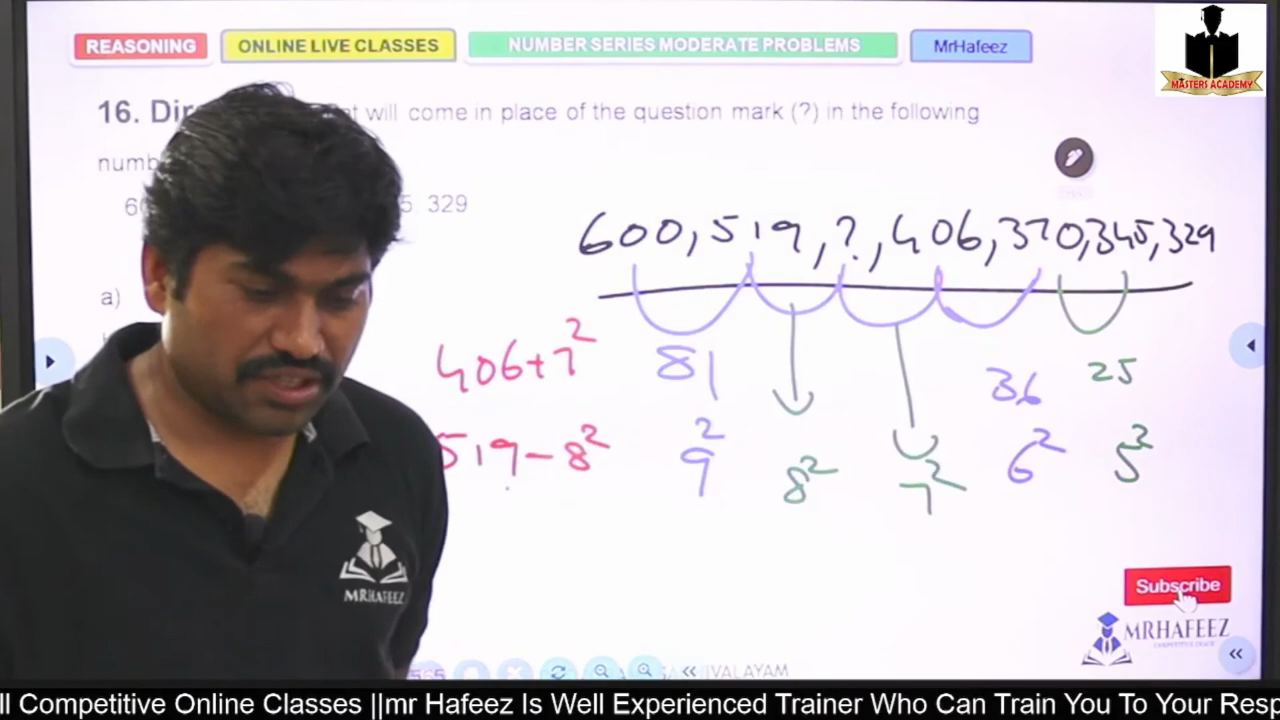 REASONING
ONLINE LIVE CLASSES
NUMBER SERIES MODERATE PROBLEMS
MrHafeez
MASTERS ACADEMY
16. Dir will come in place of the question mark (?) in the following
numb
60 5 329
600, 519, ?, 406, 370, 345, 329
a)
406+7²
81
36
25
519-8²
9²
8²
7²
6²
5²
MRHAFEEZ
Subscribe
MRHAFEEZ
565
IVALAYAM
ll Competitive Online Classes ||mr Hafeez Is Well Experienced Trainer Who Can Train You To Your Resp